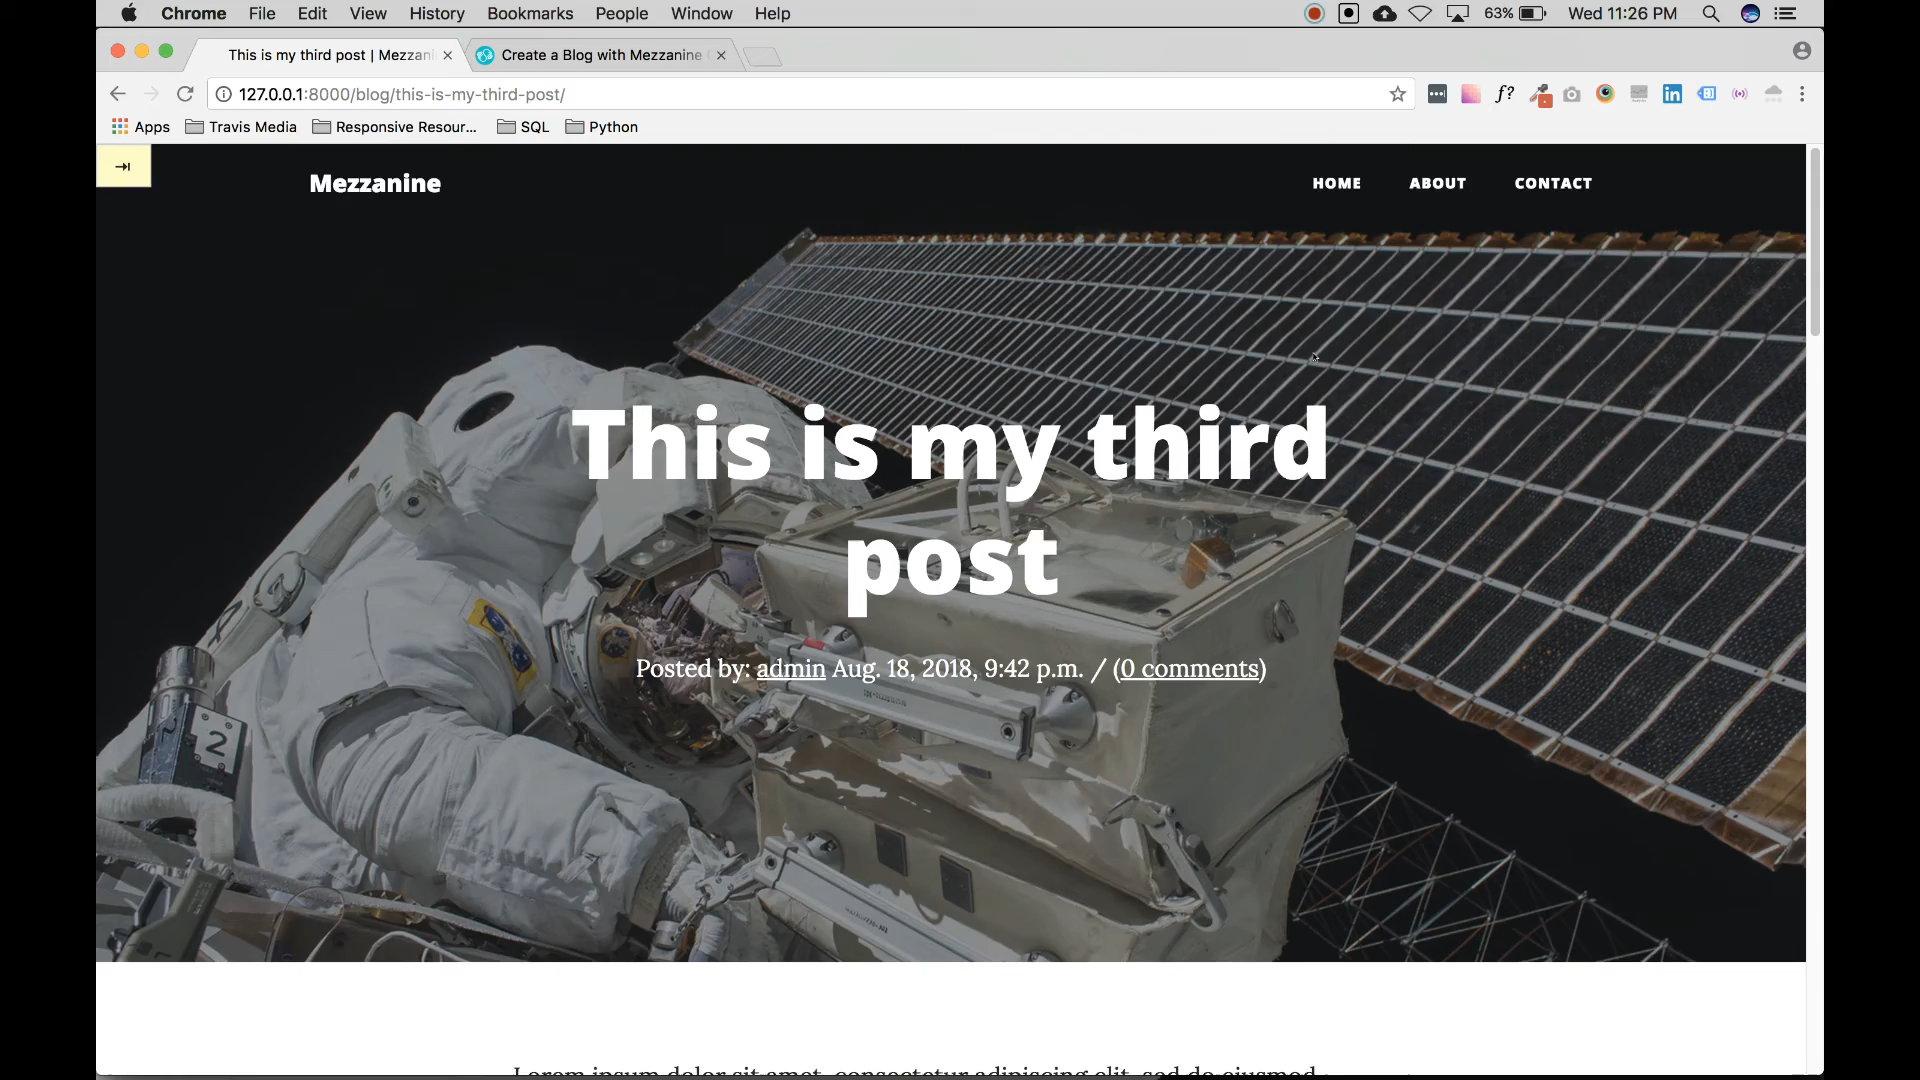 Chrome File Edit View History Bookmarks People Window Help 63% Wed 11:26 PM
This is my third post | Mezzani Create a Blog with Mezzanine
127.0.0.1:8000/blog/this-is-my-third-post/
Apps Travis Media Responsive Resour... SQL Python
Mezzanine HOME ABOUT CONTACT
This is my third
post
Posted by: admin Aug. 18, 2018, 9:42 p.m. / (0 comments)
2
Lorem ipsum dolor sit amet, consectetur adipiscing elit, sed do eiusmod